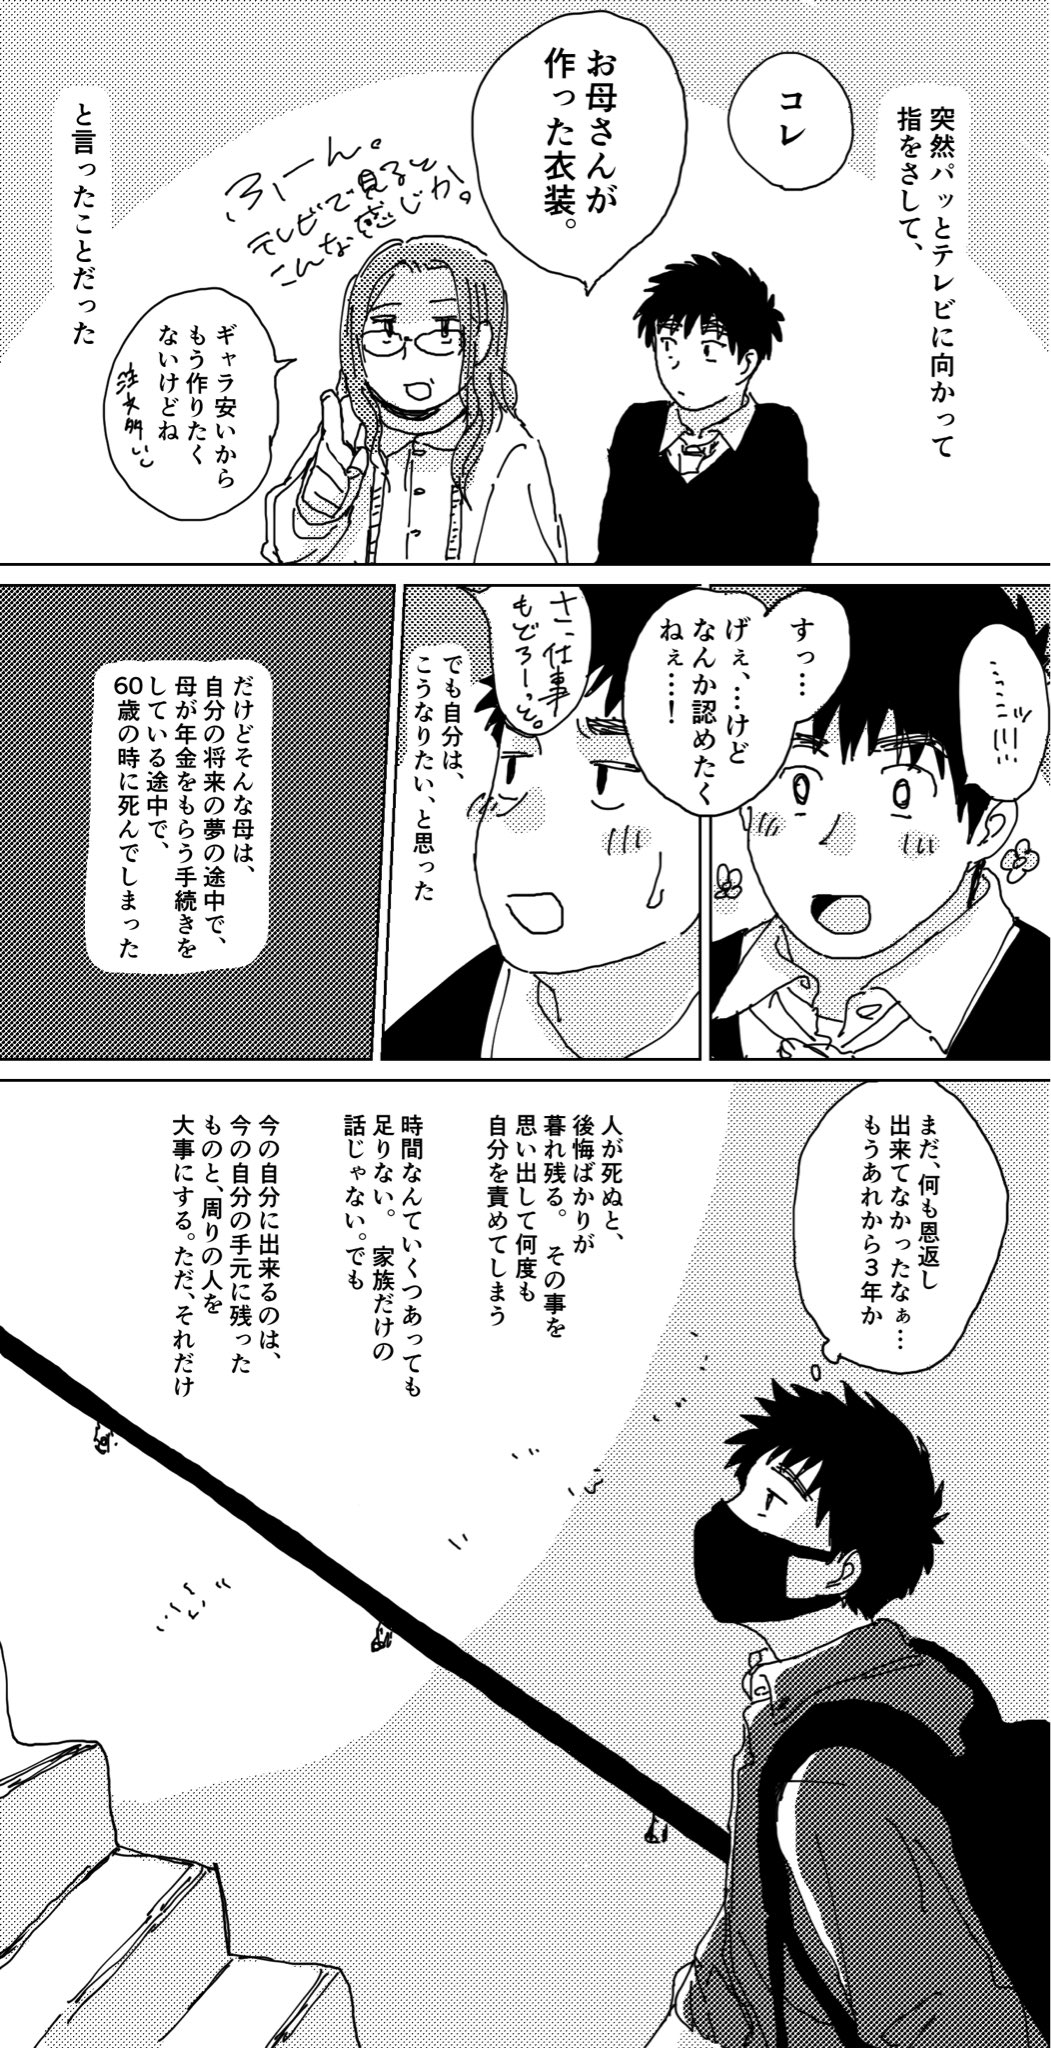 突然パッとテレビに向かって
指をさして、
コレ
お母さんが
作った衣装。
ふーん。
テレビで見ると
こんな感じか。
ギャラ安いから
もう作りたく
ないけどね
注文多いし
と言ったことだった
すっ…
げぇ、…けど
なんか認めたく
ねぇ……!
さ、仕事
もどろーっと。
でも自分は、
こうなりたい、と思った
だけどそんな母は、
自分の将来の夢の途中で、
母が年金をもらう手続きを
している途中で、
60歳の時に死んでしまった
まだ、何も恩返し
出来てなかったなぁ…
もうあれから3年か
人が死ぬと、
後悔ばかりが
暮れ残る。 その事を
思い出して何度も
自分を責めてしまう
時間なんていくつあっても
足りない。 家族だけの
話じゃない。でも
今の自分に出来るのは、
今の自分の手元に残った
ものと、周りの人を
大事にする。ただ、それだけ